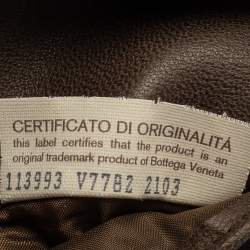 CERTIFICATO DI ORIGINALITÀ
this label certifies that the product is an
original trademark product of Bottega Veneta
113993 V778Z 2103